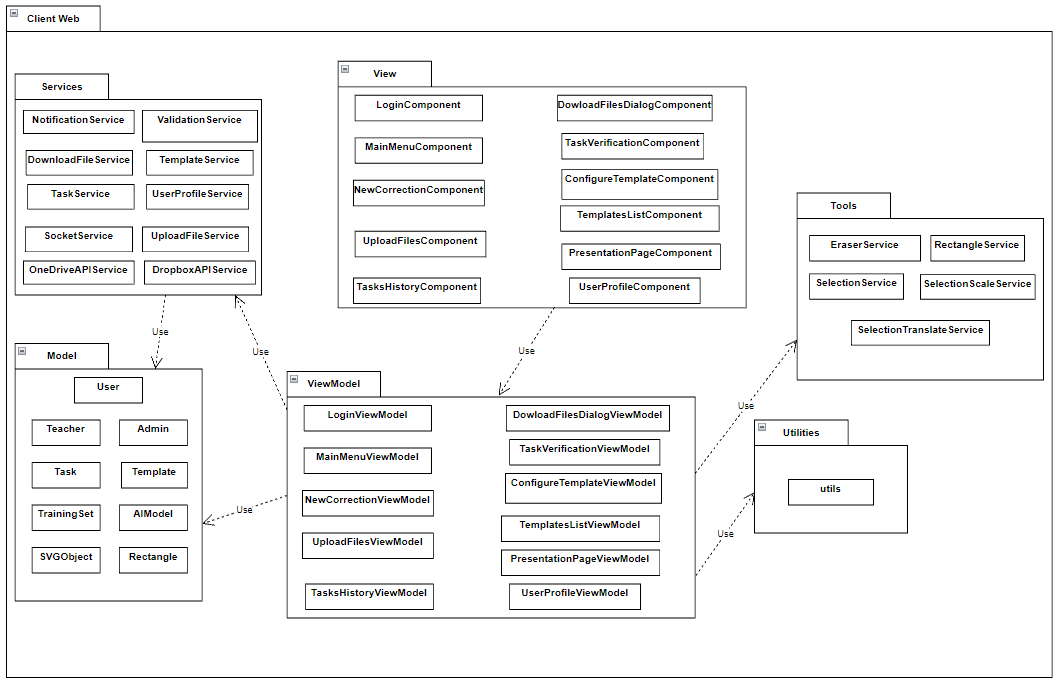 Client Web
Services
NotificationService
ValidationService
DownloadFileService
TemplateService
TaskService
UserProfileService
SocketService
UploadFileService
OneDriveAPIService
DropboxAPIService
View
LoginComponent
DowloadFilesDialogComponent
MainMenuComponent
TaskVerificationComponent
NewCorrectionComponent
ConfigureTemplateComponent
TemplatesListComponent
UploadFilesComponent
PresentationPageComponent
TasksHistoryComponent
UserProfileComponent
Tools
EraserService
RectangleService
SelectionService
SelectionScaleService
SelectionTranslateService
Use
Use
Use
Use
Use
Use
Model
User
Teacher
Admin
Task
Template
TrainingSet
AIModel
SVGObject
Rectangle
ViewModel
LoginViewModel
DowloadFilesDialogViewModel
MainMenuViewModel
TaskVerificationViewModel
NewCorrectionViewModel
ConfigureTemplateViewModel
TemplatesListViewModel
UploadFilesViewModel
PresentationPageViewModel
TasksHistoryViewModel
UserProfileViewModel
Utilities
utils